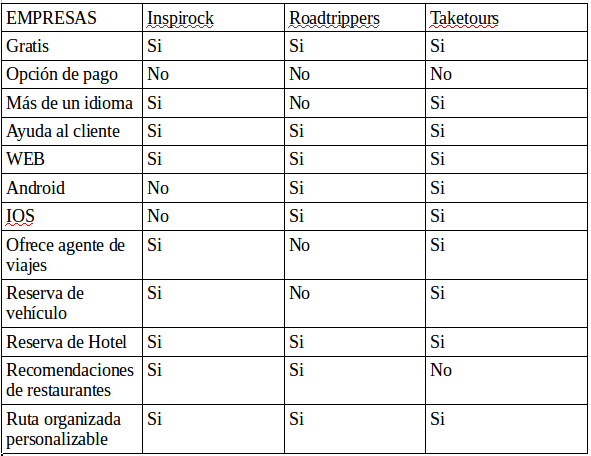 EMPRESAS Inspirock Roadtrippers Taketours
Gratis Si Si Si
Opción de pago No No No
Más de un idioma Si No Si
Ayuda al cliente Si Si Si
WEB Si Si Si
Android No Si Si
IOS No Si Si
Ofrece agente de Si No Si
viajes
Reserva de Si No Si
vehículo
Reserva de Hotel Si Si Si
Recomendaciones Si Si No
de restaurantes
Ruta organizada Si Si Si
personalizable